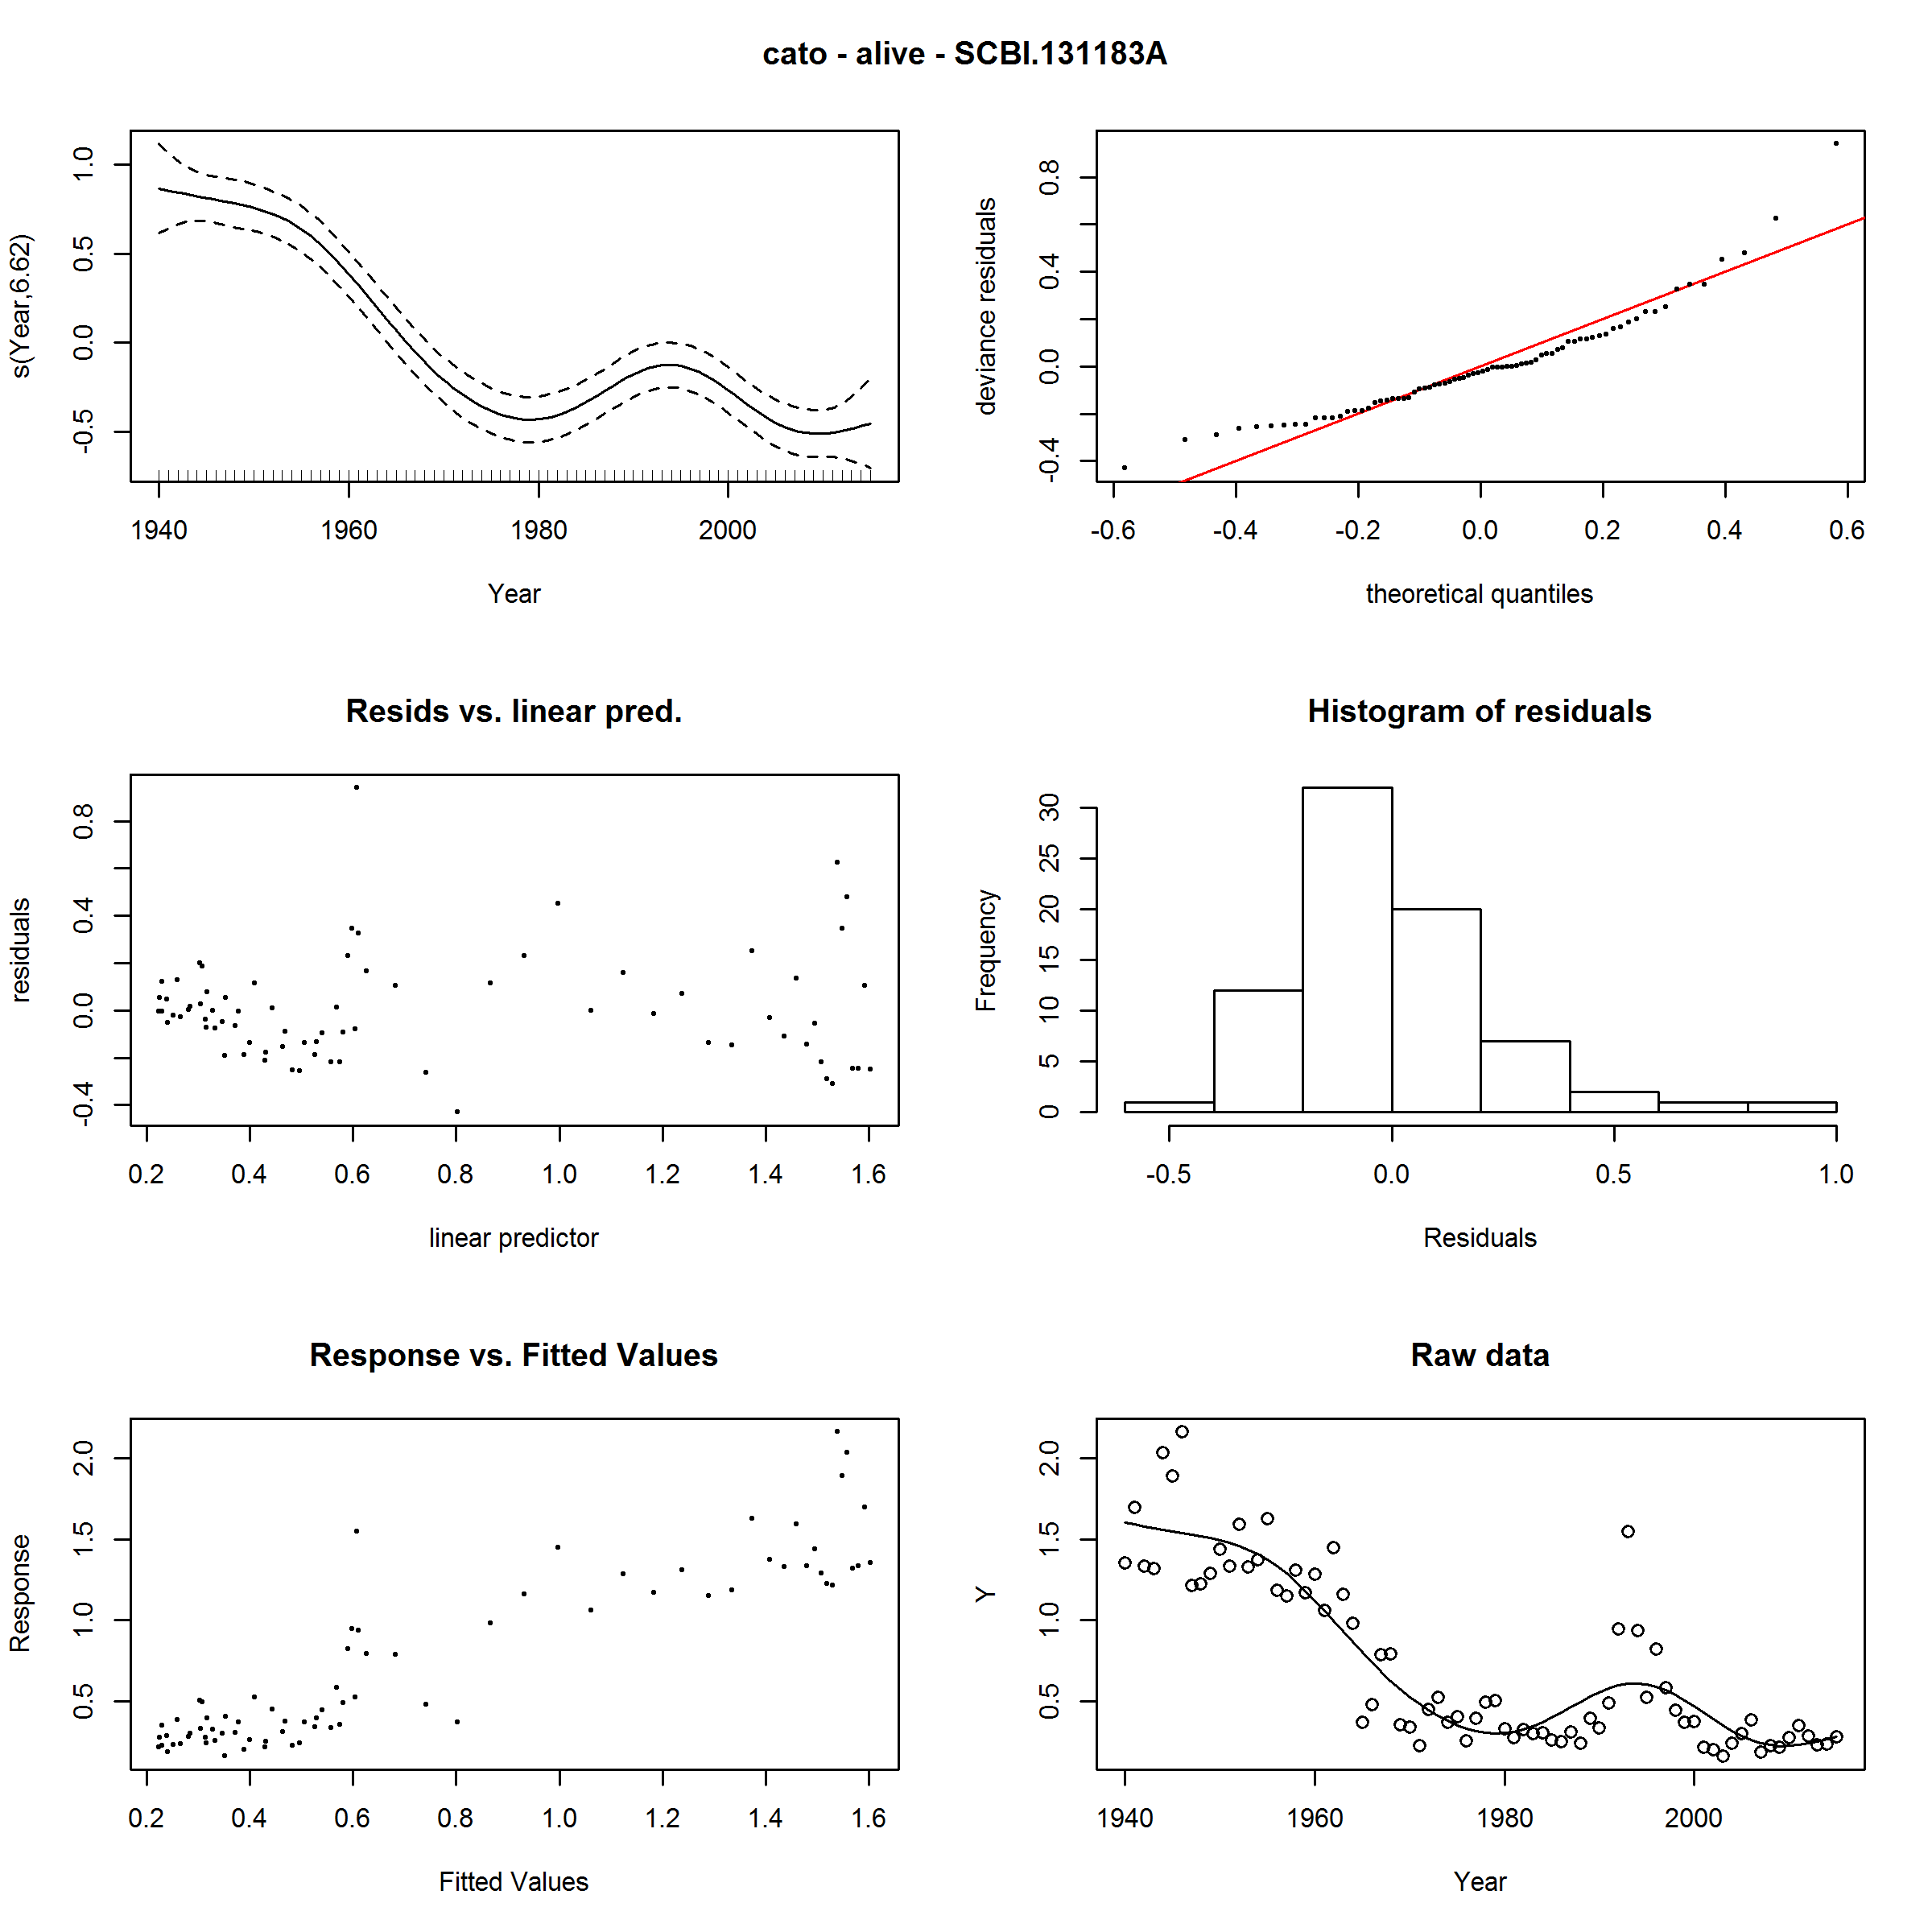 cato - alive - SCBI.131183A
s(Year,6.62)
1.0
0.5
0.0
-0.5
1940 1960 1980 2000
Year
deviance residuals
0.8
0.4
0.0
-0.4
-0.6 -0.4 -0.2 0.0 0.2 0.4 0.6
theoretical quantiles
Resids vs. linear pred.
residuals
0.8
0.4
0.0
-0.4
0.2 0.4 0.6 0.8 1.0 1.2 1.4 1.6
linear predictor
Histogram of residuals
Frequency
30
25
20
15
10
5
0
-0.5 0.0 0.5 1.0
Residuals
Response vs. Fitted Values
Response
2.0
1.5
1.0
0.5
0.2 0.4 0.6 0.8 1.0 1.2 1.4 1.6
Fitted Values
Raw data
Y
2.0
1.5
1.0
0.5
1940 1960 1980 2000
Year